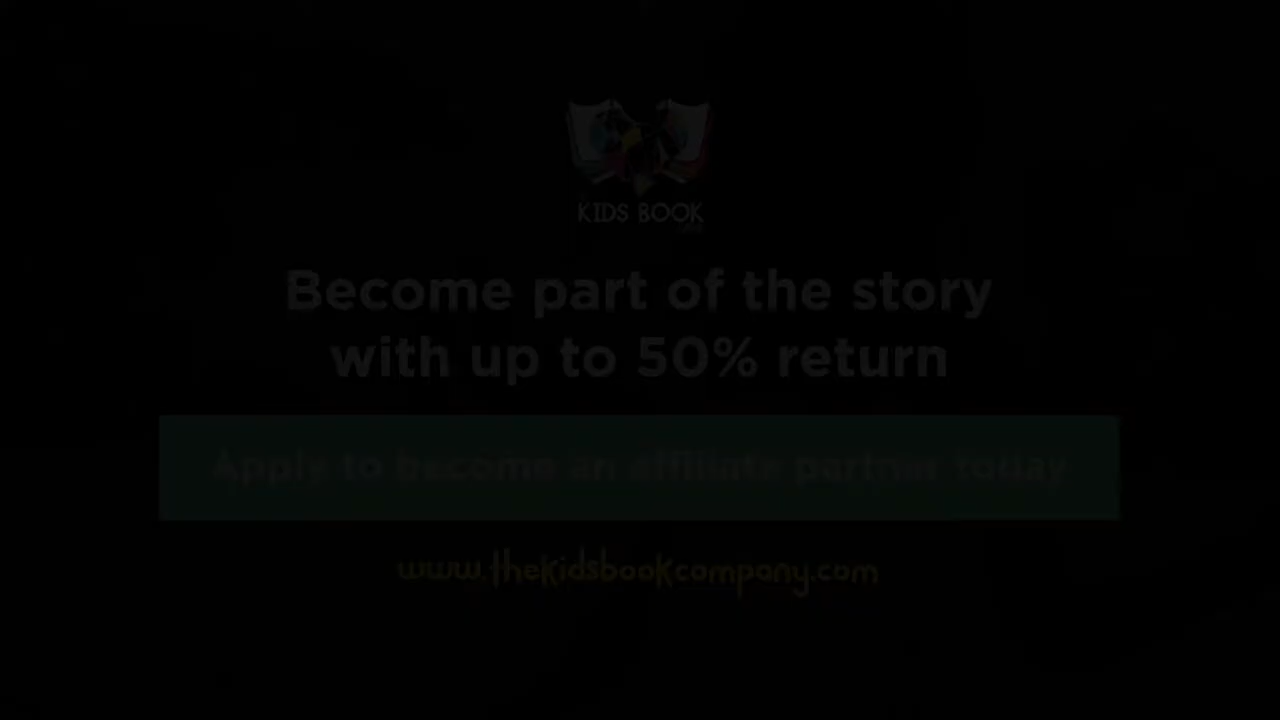 KIDS BOOK
Become part of the story
with up to 50% return
Apply to become an affiliate partner today
www.thekidsbookcompany.com